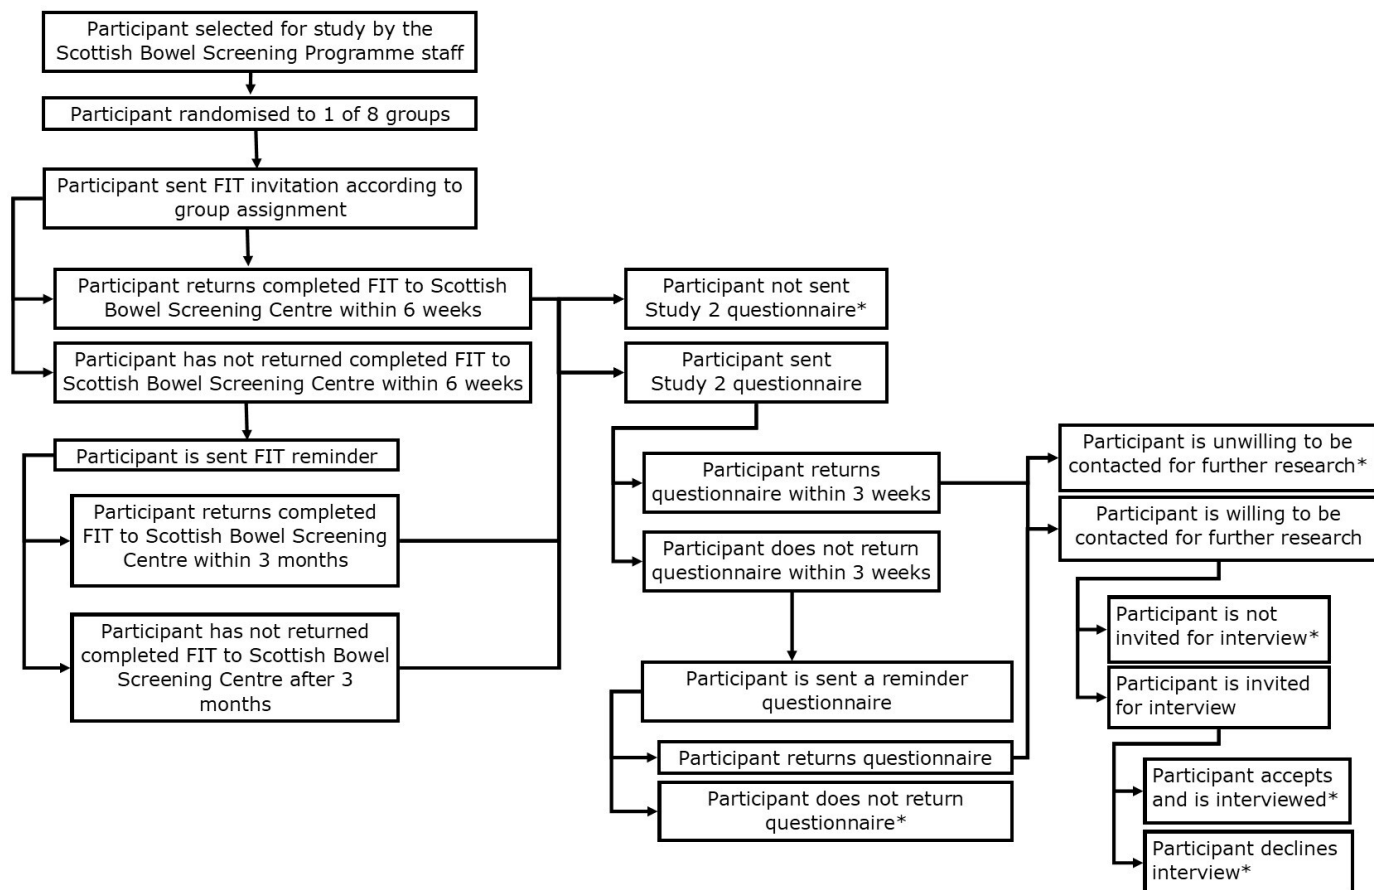 Participant selected for study by the
Scottish Bowel Screening Programme staff
Participant randomised to 1 of 8 groups
Participant sent FIT invitation according to
group assignment
Participant returns completed FIT to Scottish
Bowel Screening Centre within 6 weeks
Participant has not returned completed FIT to
Scottish Bowel Screening Centre within 6 weeks
Participant is sent FIT reminder
Participant returns completed
FIT to Scottish Bowel Screening
Centre within 3 months
Participant has not returned
completed FIT to Scottish Bowel
Screening Centre after 3
months
Participant not sent
Study 2 questionnaire*
Participant sent
Study 2 questionnaire
Participant returns
questionnaire within 3 weeks
Participant does not return
questionnaire within 3 weeks
Participant is sent a reminder
questionnaire
Participant returns questionnaire
Participant does not return
questionnaire*
Participant is unwilling to be
contacted for further research*
Participant is willing to be
contacted for further research
Participant is not
invited for interview*
Participant is invited
for interview
Participant accepts
and is interviewed*
Participant declines
interview*